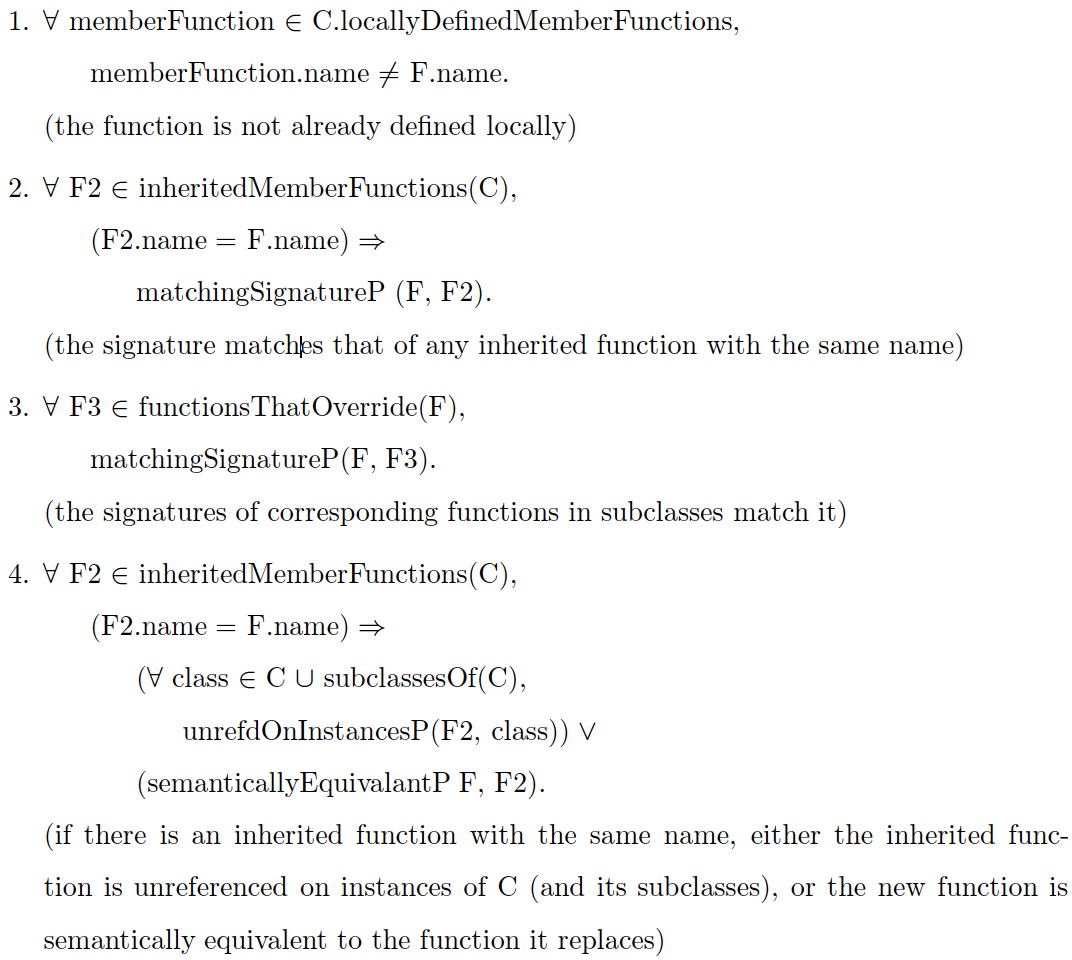 1. ∀ memberFunction ∈ C.locallyDefinedMemberFunctions,
memberFunction.name ≠ F.name.
(the function is not already defined locally)
2. ∀ F2 ∈ inheritedMemberFunctions(C),
(F2.name = F.name) ⇒
matchingSignatureP (F, F2).
(the signature matches that of any inherited function with the same name)
3. ∀ F3 ∈ functionsThatOverride(F),
matchingSignatureP(F, F3).
(the signatures of corresponding functions in subclasses match it)
4. ∀ F2 ∈ inheritedMemberFunctions(C),
(F2.name = F.name) ⇒
(∀ class ∈ C ∪ subclassesOf(C),
unrefdOnInstancesP(F2, class)) ∨
(semanticallyEquivalantP F, F2).
(if there is an inherited function with the same name, either the inherited func-
tion is unreferenced on instances of C (and its subclasses), or the new function is
semantically equivalent to the function it replaces)